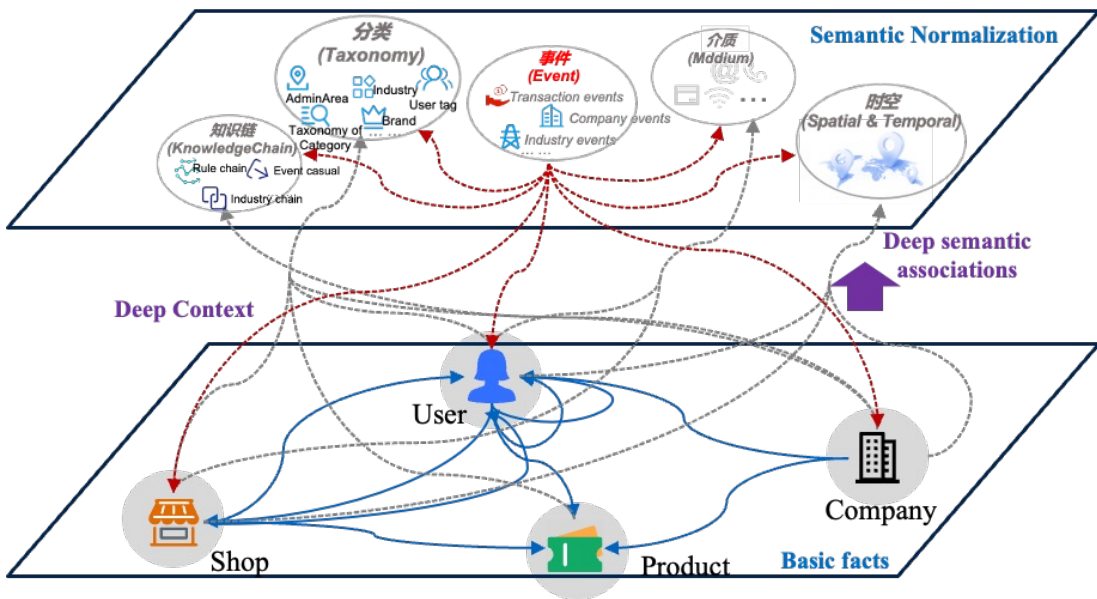 Semantic Normalization
分类
(Taxonomy)
AdminArea
Industry
User tag
Taxonomy of
Category
Brand
... ...
事件
(Event)
Transaction events
Company events
Industry events
... ...
介质
(Mddium)
@
...
时空
(Spatial & Temporal)
知识链
(KnowledgeChain)
Rule chain
Event casual
Industry chain
Deep semantic
associations
Deep Context
User
Shop
Product
Company
Basic facts